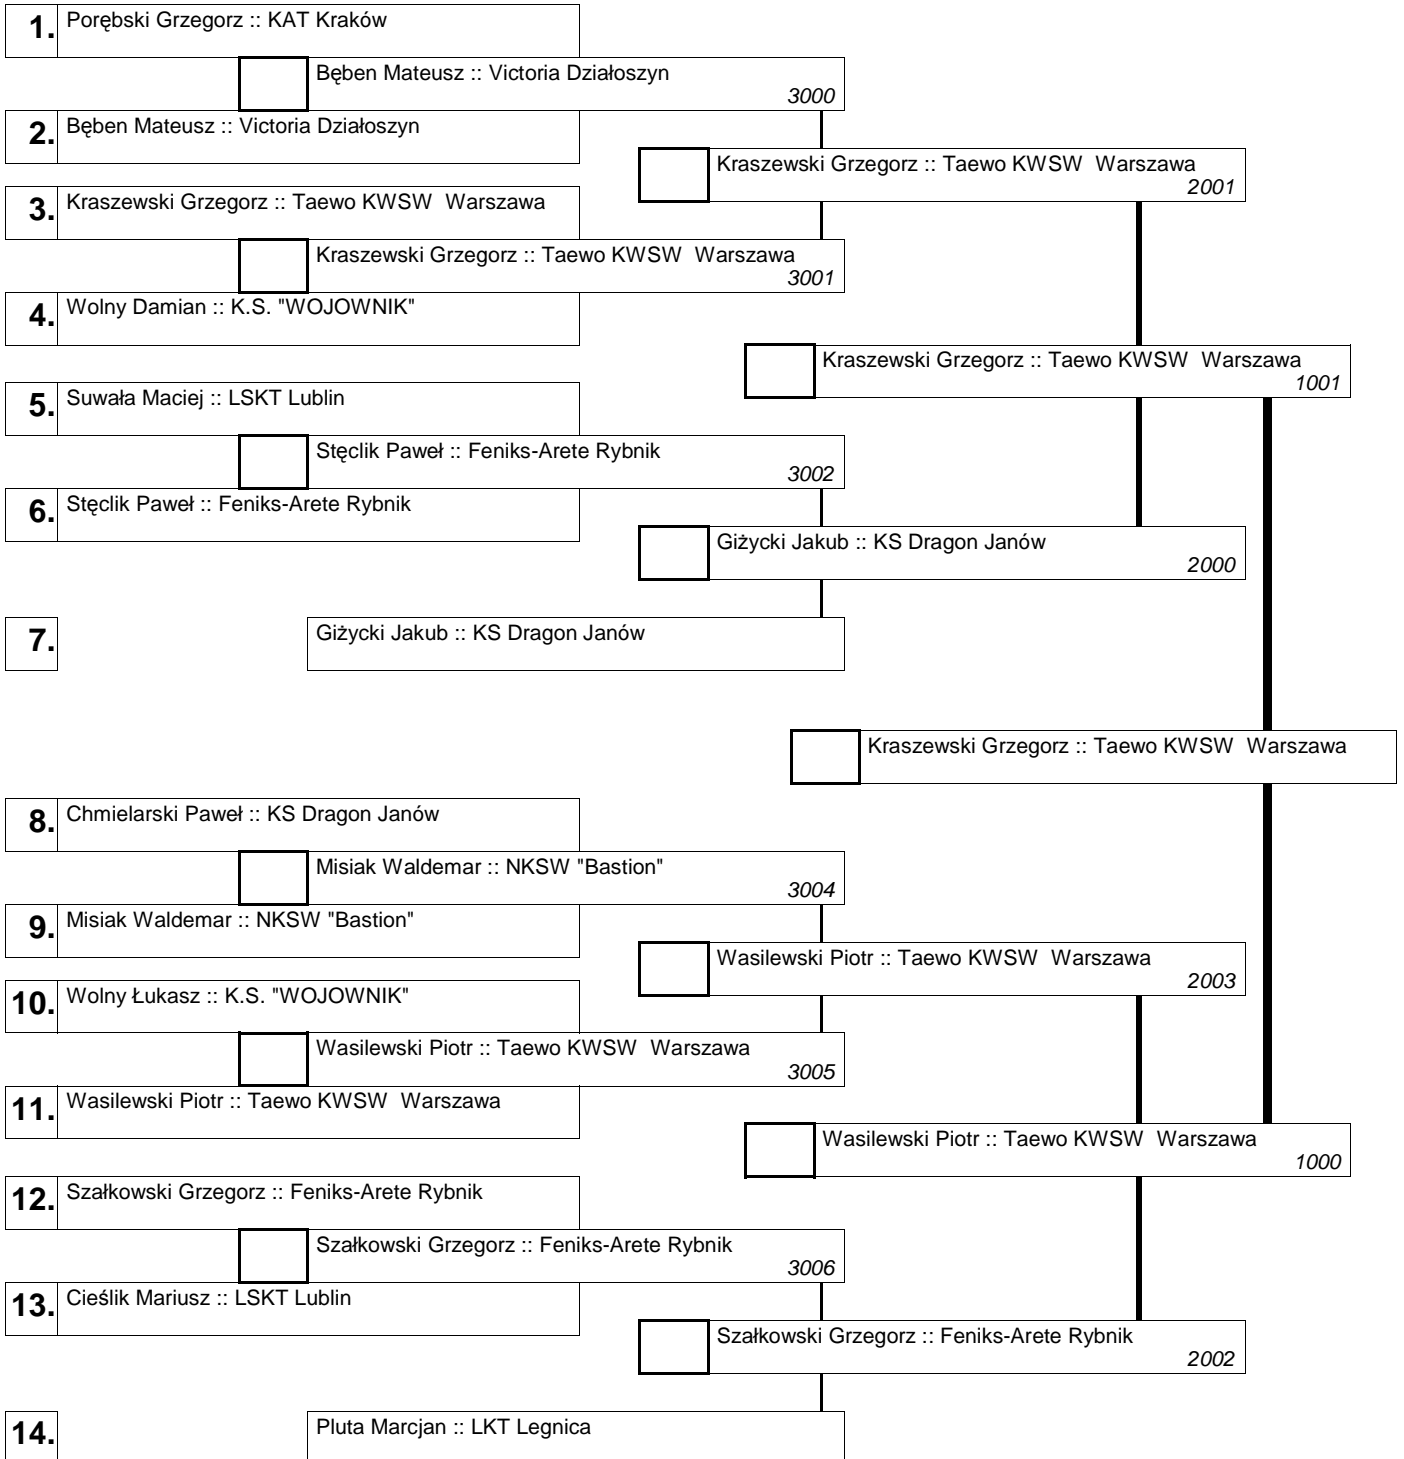 1. Porębski Grzegorz :: KAT Kraków
Bęben Mateusz :: Victoria Działoszyn
3000
2. Bęben Mateusz :: Victoria Działoszyn
Kraszewski Grzegorz :: Taewo KWSW  Warszawa
2001
3. Kraszewski Grzegorz :: Taewo KWSW  Warszawa
Kraszewski Grzegorz :: Taewo KWSW  Warszawa
3001
4. Wolny Damian :: K.S. "WOJOWNIK"
Kraszewski Grzegorz :: Taewo KWSW  Warszawa
1001
5. Suwała Maciej :: LSKT Lublin
Stęclik Paweł :: Feniks-Arete Rybnik
3002
6. Stęclik Paweł :: Feniks-Arete Rybnik
Giżycki Jakub :: KS Dragon Janów
2000
7. Giżycki Jakub :: KS Dragon Janów
Kraszewski Grzegorz :: Taewo KWSW  Warszawa
8. Chmielarski Paweł :: KS Dragon Janów
Misiak Waldemar :: NKSW "Bastion"
3004
9. Misiak Waldemar :: NKSW "Bastion"
Wasilewski Piotr :: Taewo KWSW  Warszawa
2003
10. Wolny Łukasz :: K.S. "WOJOWNIK"
Wasilewski Piotr :: Taewo KWSW  Warszawa
3005
11. Wasilewski Piotr :: Taewo KWSW  Warszawa
Wasilewski Piotr :: Taewo KWSW  Warszawa
1000
12. Szałkowski Grzegorz :: Feniks-Arete Rybnik
Szałkowski Grzegorz :: Feniks-Arete Rybnik
3006
13. Cieślik Mariusz :: LSKT Lublin
Szałkowski Grzegorz :: Feniks-Arete Rybnik
2002
14. Pluta Marcjan :: LKT Legnica